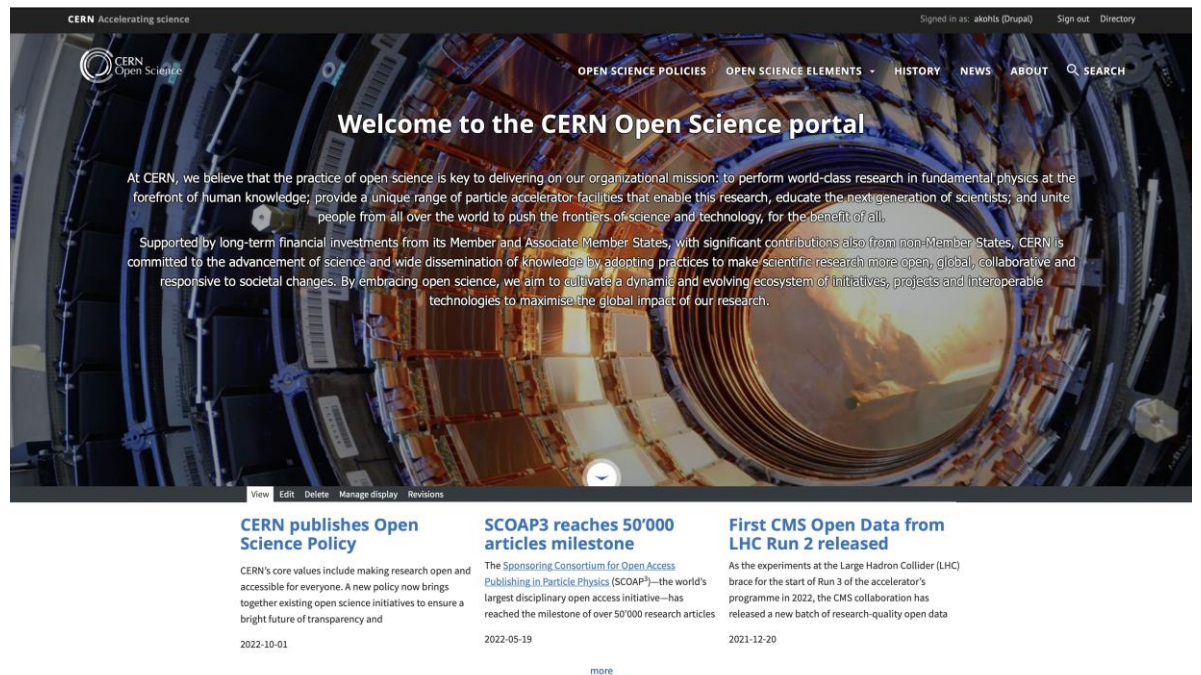 CERN Accelerating science
Signed in as: akohls (Drupal) Sign out Directory
CERN
Open Science
OPEN SCIENCE POLICIES OPEN SCIENCE ELEMENTS HISTORY NEWS ABOUT SEARCH
Welcome to the CERN Open Science portal
At CERN, we believe that the practice of open science is key to delivering on our organizational mission: to perform world-class research in fundamental physics at the
forefront of human knowledge; provide a unique range of particle accelerator facilities that enable this research, educate the next generation of scientists; and unite
people from all over the world to push the frontiers of science and technology, for the benefit of all.
Supported by long-term financial investments from its Member and Associate Member States, with significant contributions also from non-Member States, CERN is
committed to the advancement of science and wide dissemination of knowledge by adopting practices to make scientific research more open, global, collaborative and
responsive to societal changes. By embracing open science, we aim to cultivate a dynamic and evolving ecosystem of initiatives, projects and interoperable
technologies to maximise the global impact of our research.
View Edit Delete Manage display Revisions
CERN publishes Open
Science Policy
CERN's core values include making research open and
accessible for everyone. A new policy now brings
together existing open science initiatives to ensure a
bright future of transparency and
2022-10-01
SCOAP3 reaches 50'000
articles milestone
The Sponsoring Consortium for Open Access
Publishing in Particle Physics (SCOAP³)—the world's
largest disciplinary open access initiative—has
reached the milestone of over 50'000 research articles
2022-05-19
First CMS Open Data from
LHC Run 2 released
As the experiments at the Large Hadron Collider (LHC)
brace for the start of Run 3 of the accelerator's
programme in 2022, the CMS collaboration has
released a new batch of research-quality open data
2021-12-20
more